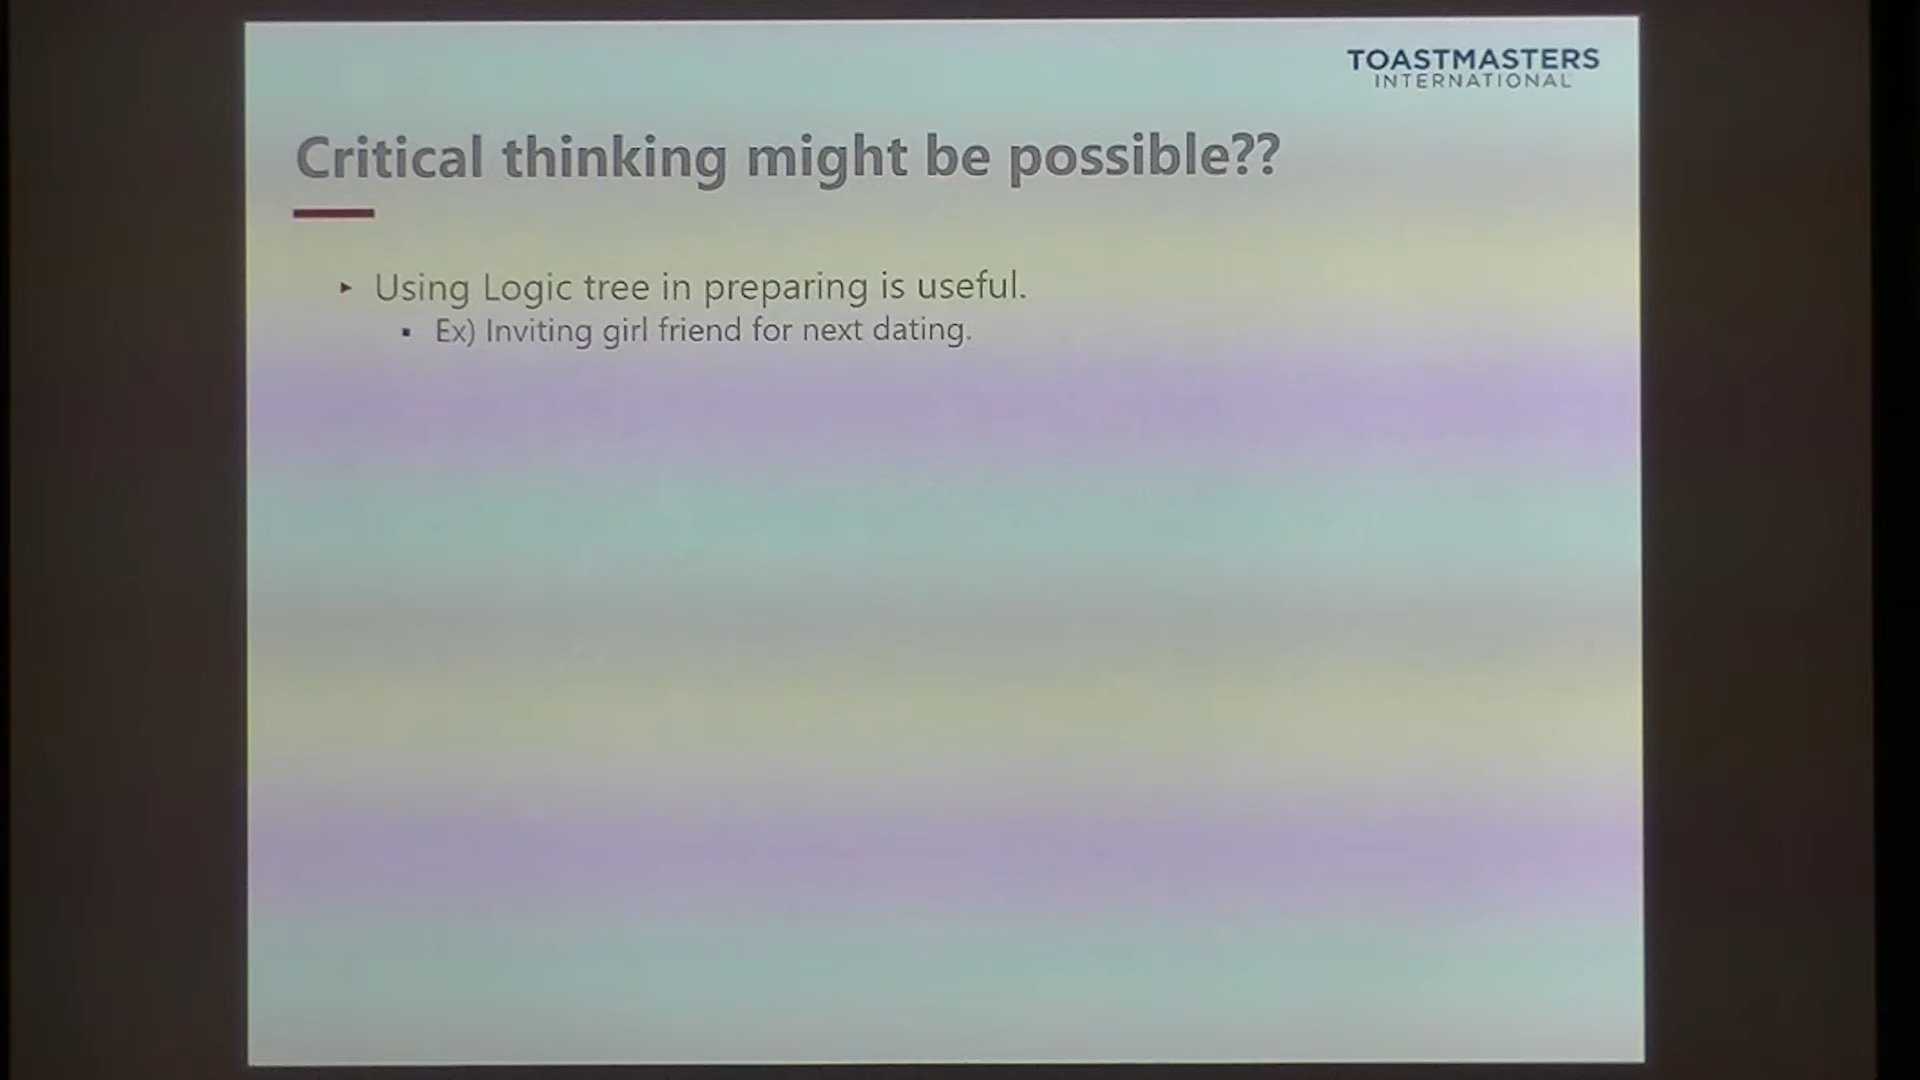 TOASTMASTERS
INTERNATIONAL
Critical thinking might be possible??
‣ Using Logic tree in preparing is useful.
▪ Ex) Inviting girl friend for next dating.